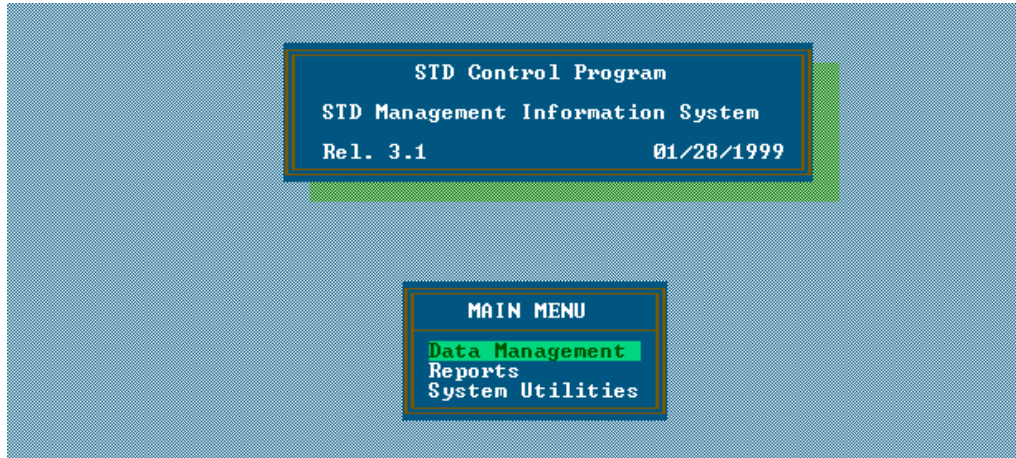 STD Control Program
STD Management Information System
Rel. 3.1 01/28/1999
MAIN MENU
Data Management
Reports
System Utilities